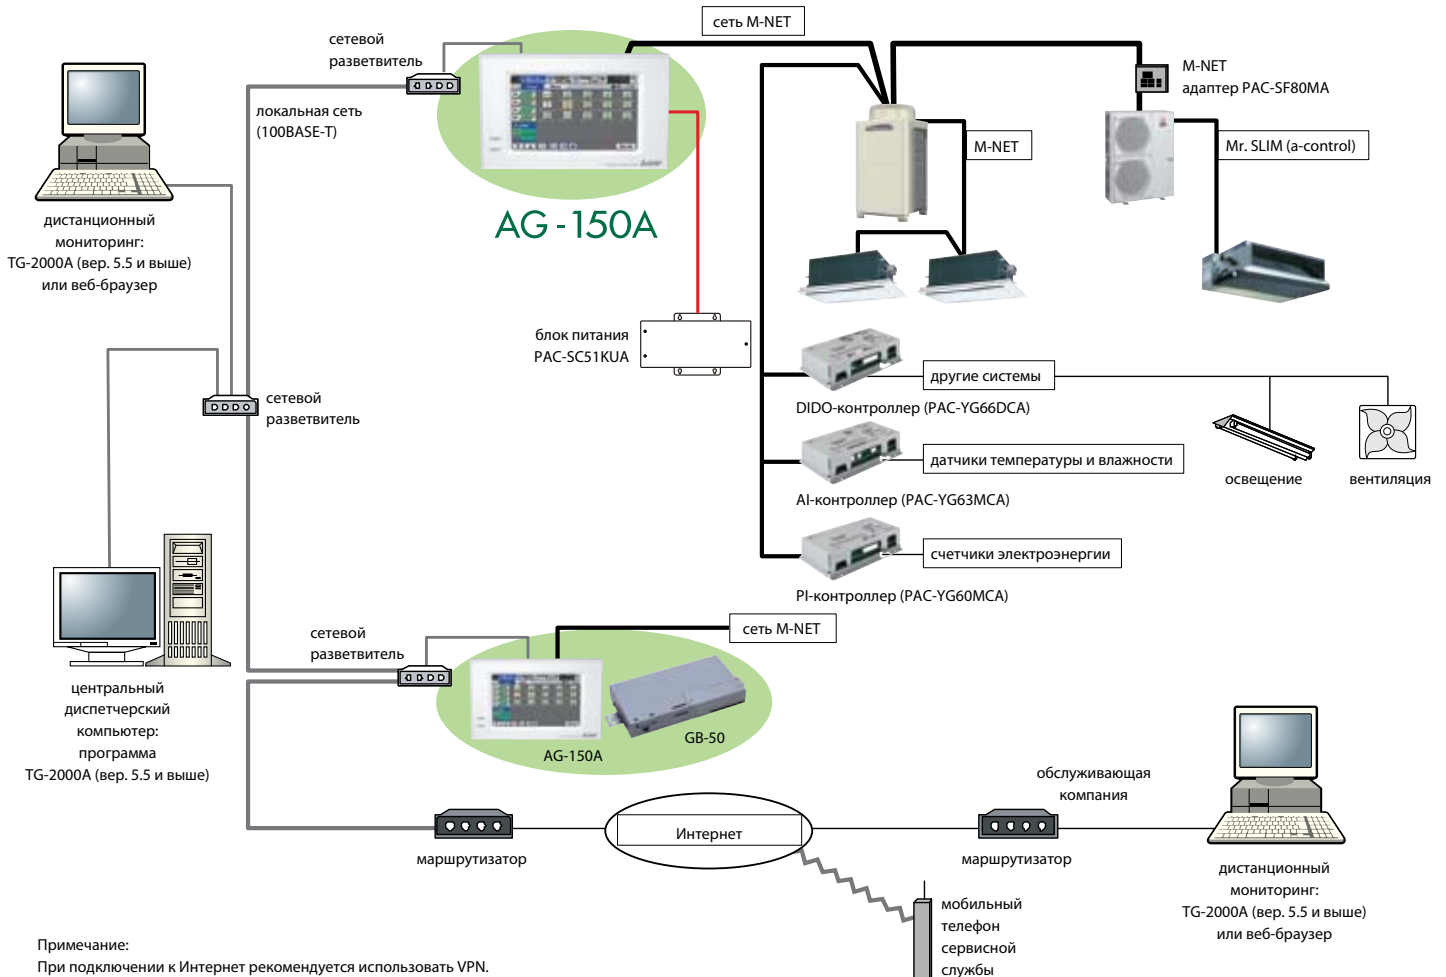 сеть M-NET
сетевой
разветвитель
локальная сеть
(100BASE-T)
M-NET
адаптер PAC-SF80MA
M-NET
Mr. SLIM (a-control)
AG-150A
дистанционный
мониторинг:
TG-2000A (вер. 5.5 и выше)
или веб-браузер
блок питания
PAC-SC51KUA
другие системы
DIDO-контроллер (PAC-YG66DCA)
сетевой
разветвитель
датчики температуры и влажности
AI-контроллер (PAC-YG63MCA)
освещение
вентиляция
счетчики электроэнергии
PI-контроллер (PAC-YG60MCA)
сеть M-NET
сетевой
разветвитель
центральный
диспетчерский
компьютер:
программа
TG-2000A (вер. 5.5 и выше)
AG-150A
GB-50
обслуживающая
компания
Интернет
маршрутизатор
маршрутизатор
дистанционный
мониторинг:
TG-2000A (вер. 5.5 и выше)
или веб-браузер
мобильный
телефон
сервисной
службы
Примечание:
При подключении к Интернет рекомендуется использовать VPN.